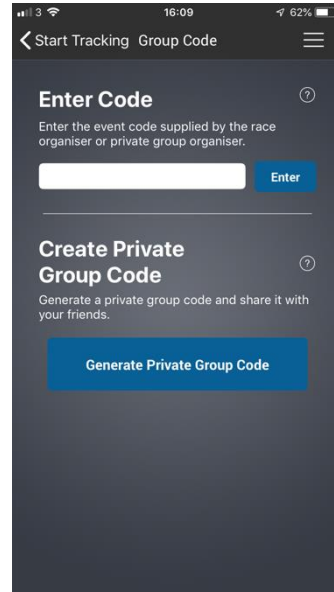 3 16:09 62%
Start Tracking Group Code
Enter Code
?
Enter the event code supplied by the race
organiser or private group organiser.
Enter
Create Private
Group Code
?
Generate a private group code and share it with
your friends.
Generate Private Group Code